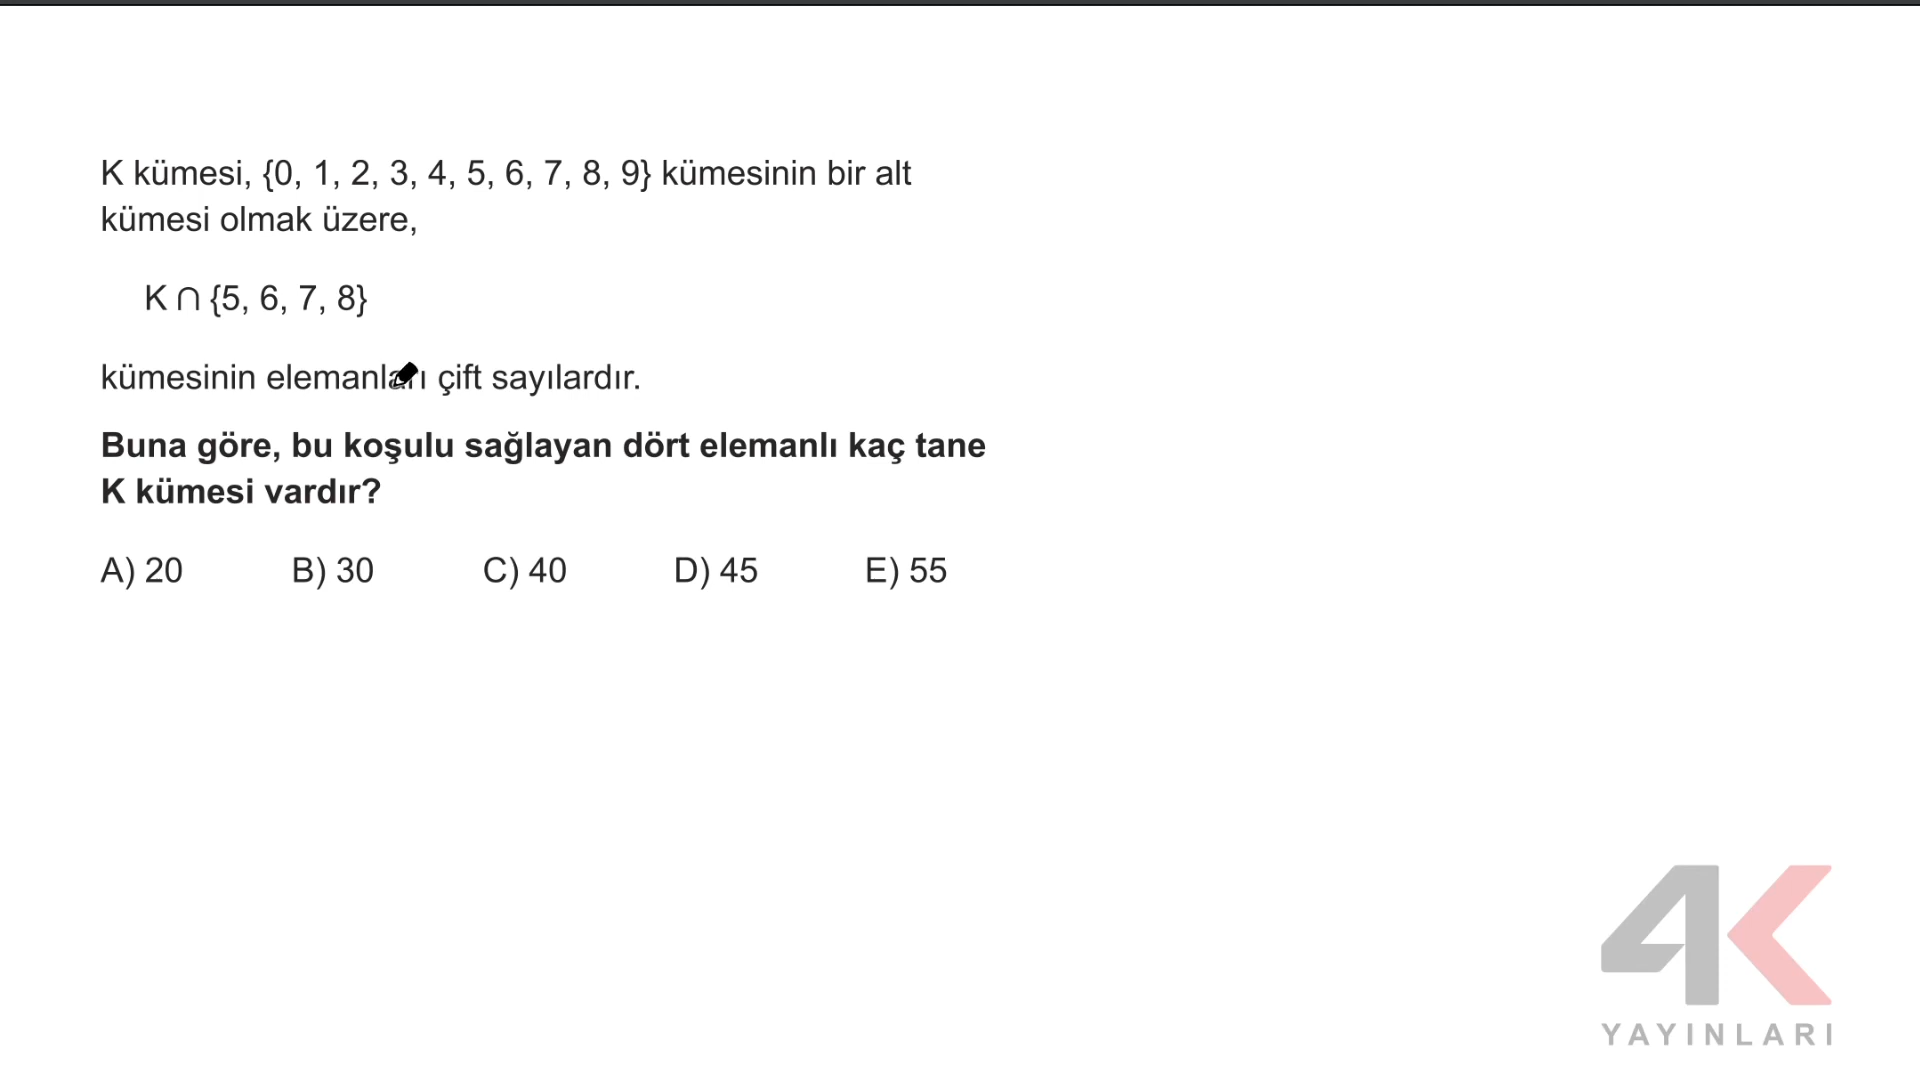 K kümesi, {0, 1, 2, 3, 4, 5, 6, 7, 8, 9} kümesinin bir alt
kümesi olmak üzere,
K ∩ {5, 6, 7, 8}
kümesinin elemanları çift sayılardır.
Buna göre, bu koşulu sağlayan dört elemanlı kaç tane
K kümesi vardır?
A) 20 B) 30 C) 40 D) 45 E) 55
4K
YAYINLARI